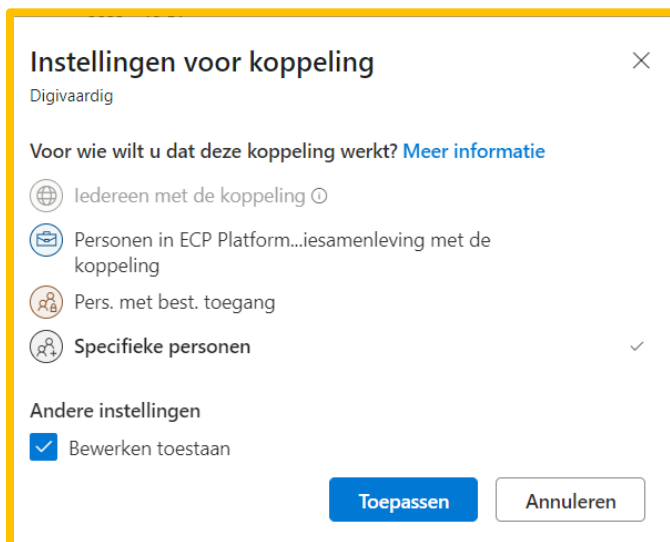 Instellingen voor koppeling
Digivaardig
Voor wie wilt u dat deze koppeling werkt? Meer informatie
Iedereen met de koppeling
Personen in ECP Platform...iesamenleving met de
koppeling
Pers. met best. toegang
Specifieke personen
Andere instellingen
Bewerken toestaan
Toepassen Annuleren